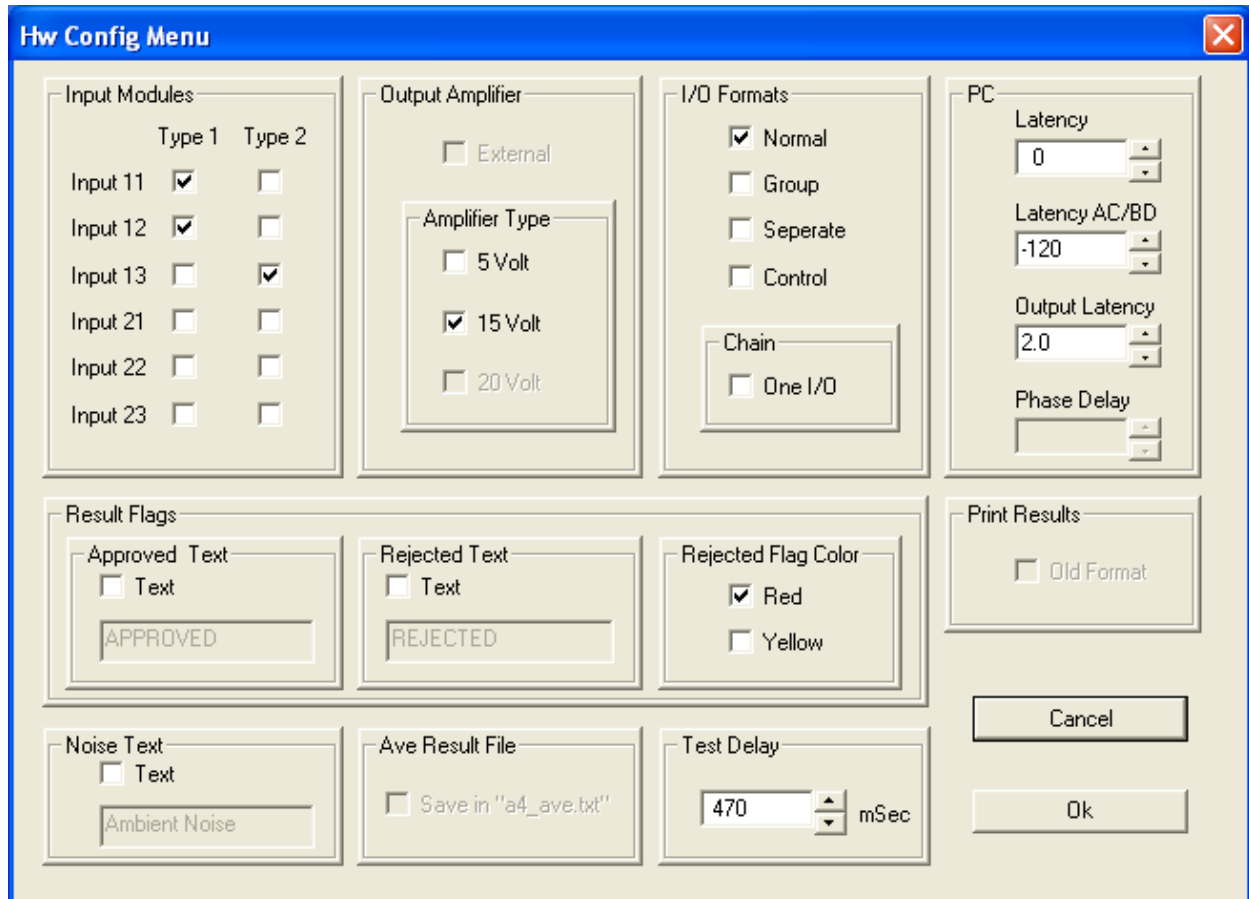 Hw Config Menu
Input Modules
Type 1 Type 2
Input 11
Input 12
Input 13
Input 21
Input 22
Input 23
Output Amplifier
External
Amplifier Type
5 Volt
15 Volt
20 Volt
I/O Formats
Normal
Group
Seperate
Control
Chain
One I/O
PC
Latency
0
Latency AC/BD
-120
Output Latency
2.0
Phase Delay
Result Flags
Approved Text
Text
APPROVED
Rejected Text
Text
REJECTED
Rejected Flag Color
Red
Yellow
Print Results
Old Format
Noise Text
Text
Ambient Noise
Ave Result File
Save in "a4_ave.txt"
Test Delay
470 mSec
Cancel
Ok